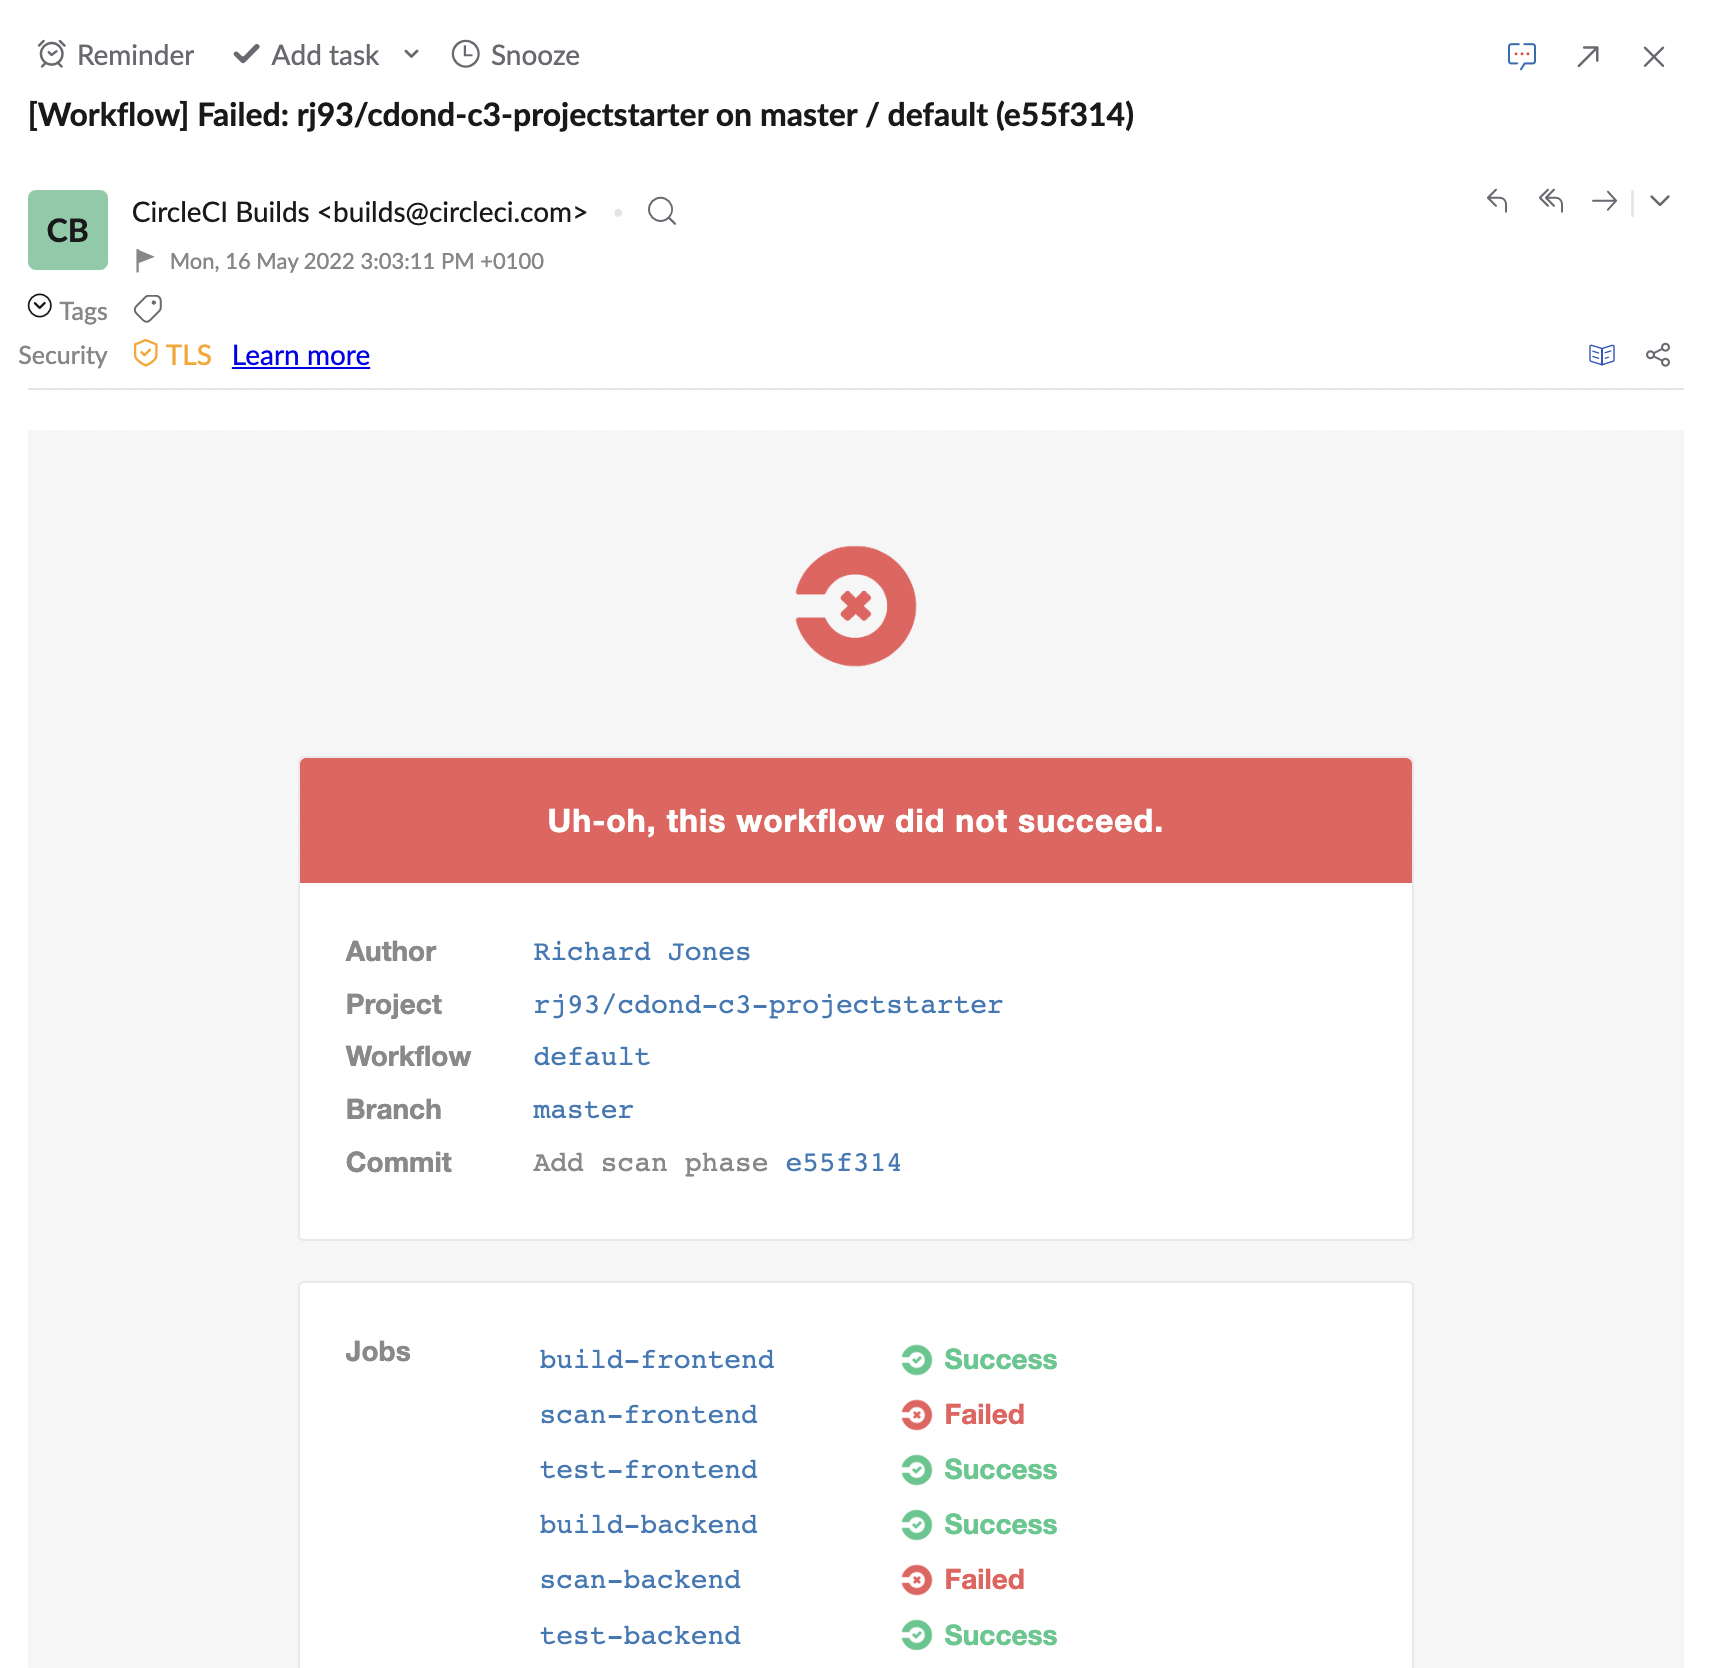 Reminder Add task Snooze
[Workflow] Failed: rj93/cdond-c3-projectstarter on master / default (e55f314)
CB
CircleCI Builds <builds@circleci.com>
Mon, 16 May 2022 3:03:11 PM +0100
Tags
Security TLS Learn more
Uh-oh, this workflow did not succeed.
Author Richard Jones
Project rj93/cdond-c3-projectstarter
Workflow default
Branch master
Commit Add scan phase e55f314
Jobs build-frontend Success
scan-frontend Failed
test-frontend Success
build-backend Success
scan-backend Failed
test-backend Success